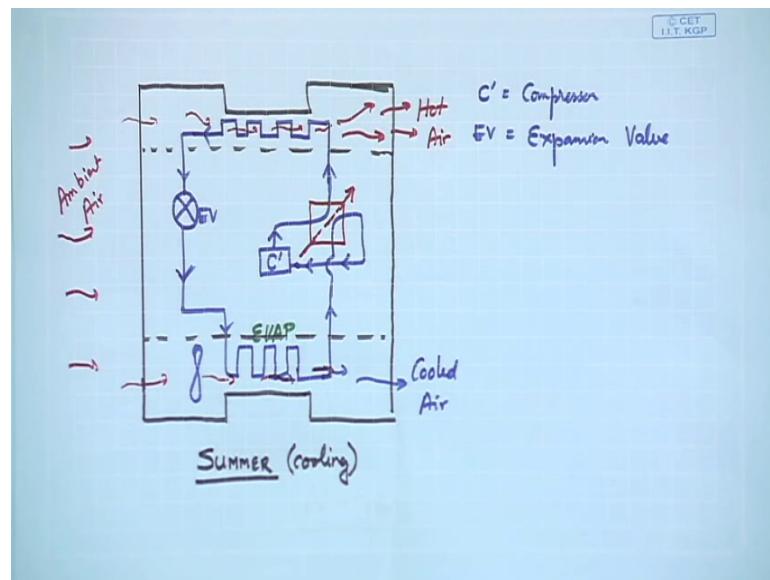 © CET
I.I.T. KGP
C' = Compressor
Hot
Air
EV = Expansion Valve
Ambient
Air
EV
C'
EVAP
Cooled
Air
SUMMER (cooling)